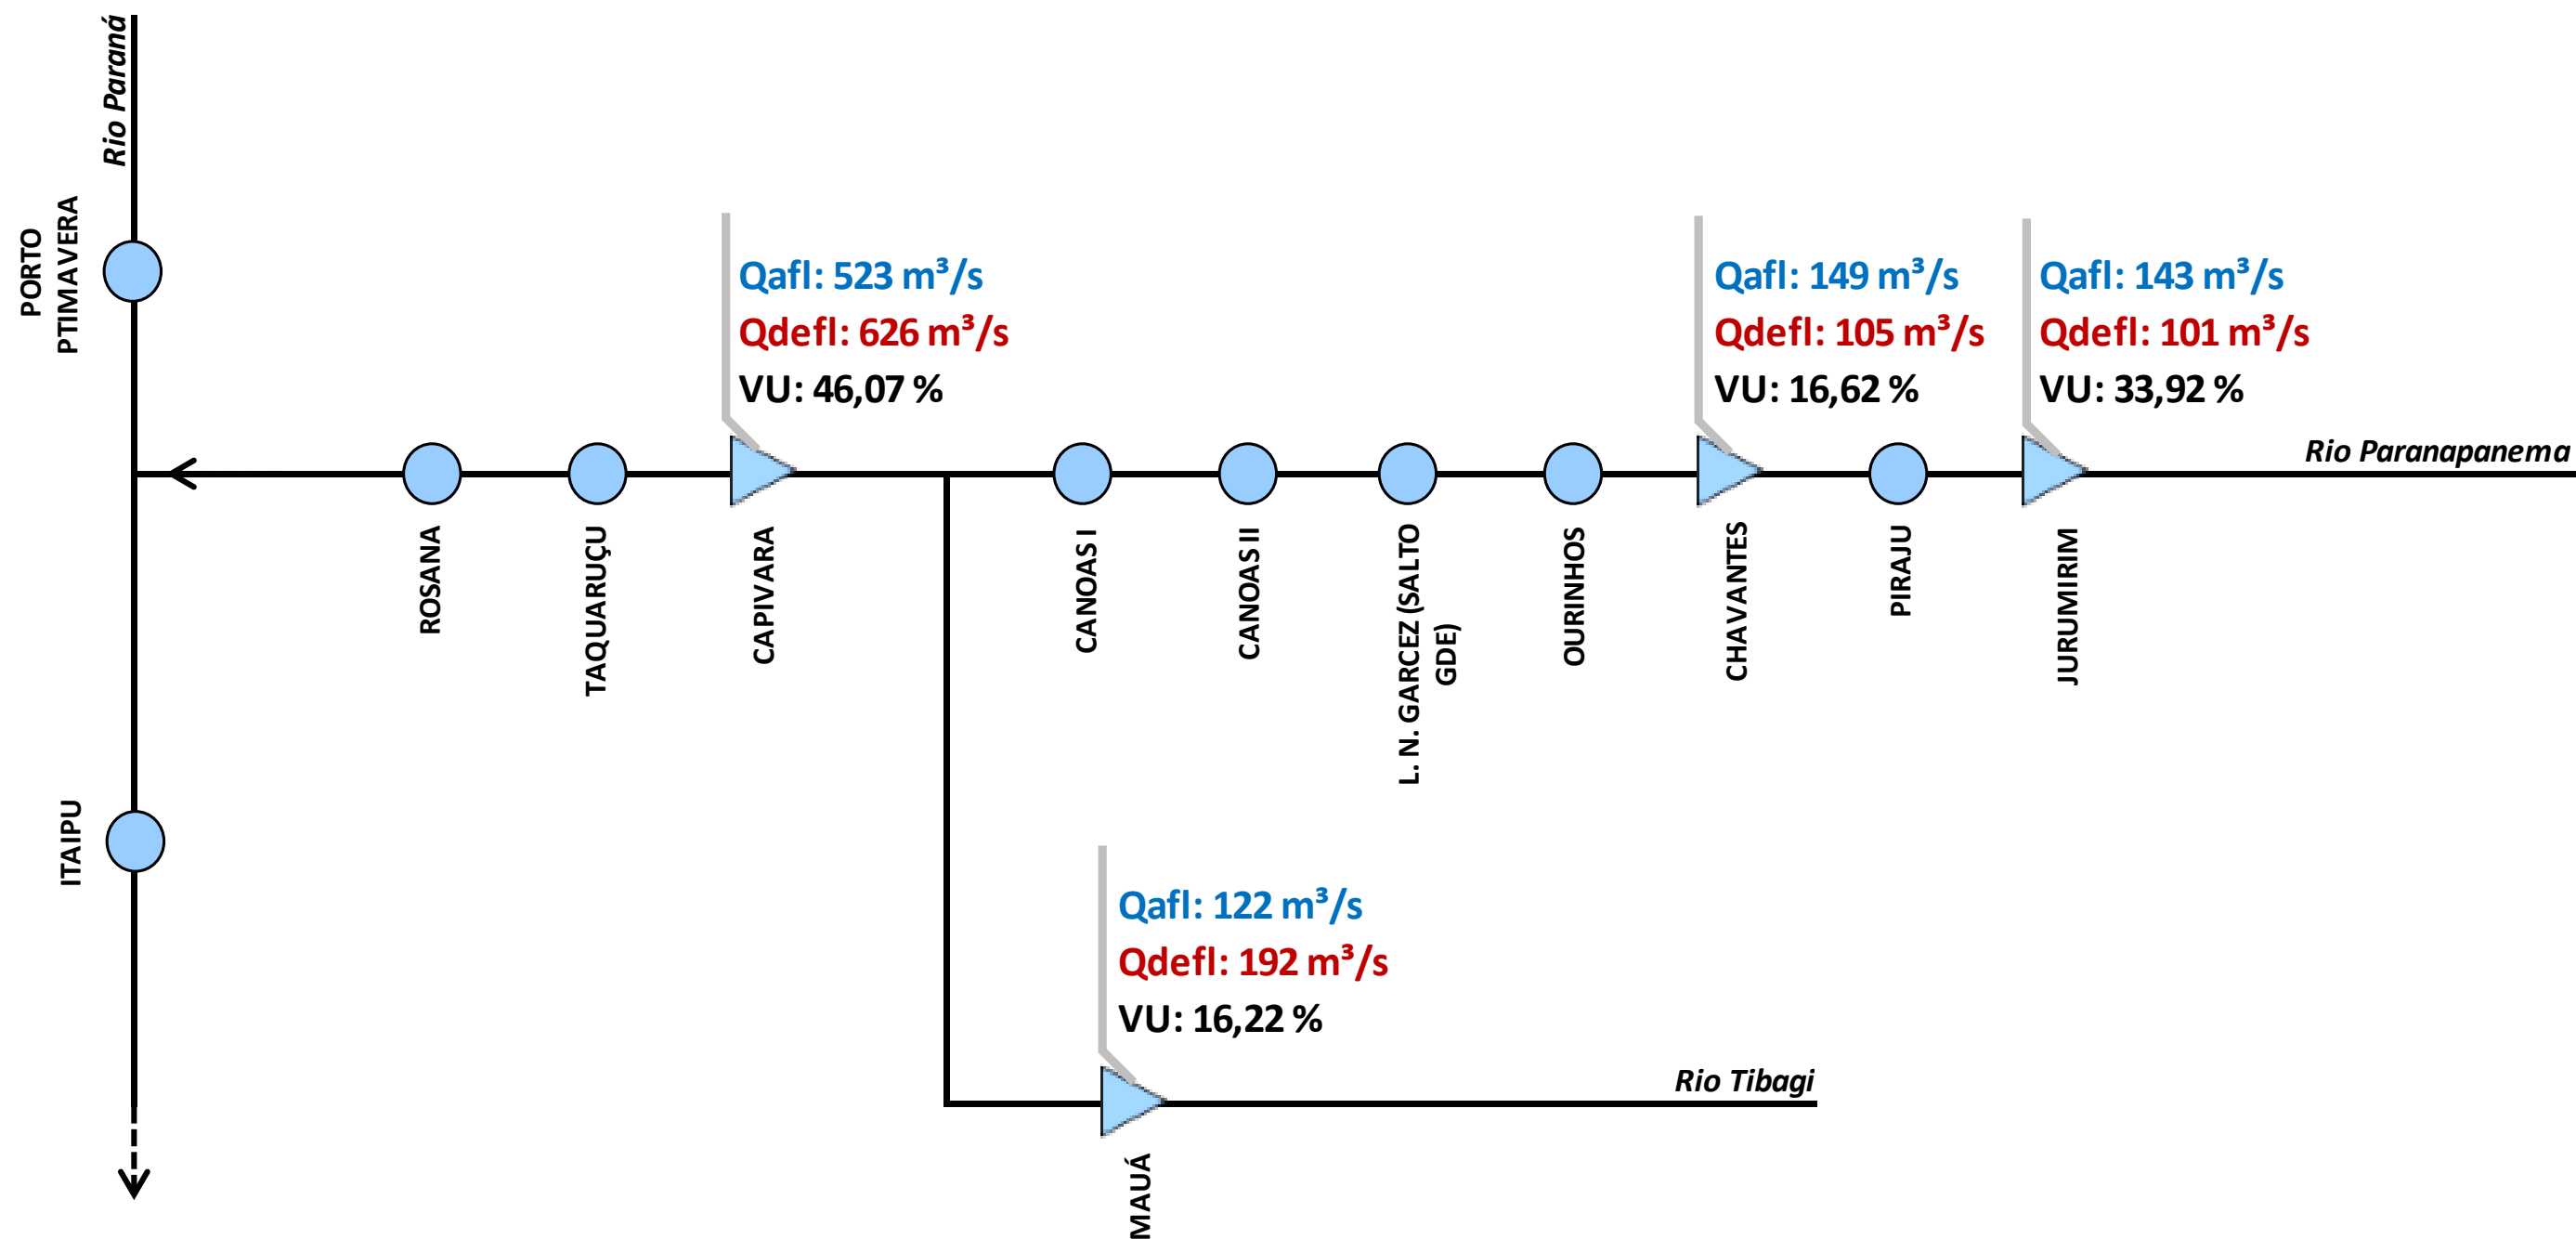 Rio Paraná
PORTO
PTIMAVERA
Qafl: 523 m³/s
Qdefl: 626 m³/s
VU: 46,07 %
Qafl: 149 m³/s
Qdefl: 105 m³/s
VU: 16,62 %
Qafl: 143 m³/s
Qdefl: 101 m³/s
VU: 33,92 %
Rio Paranapanema
ROSANA
TAQUARUÇU
CAPIVARA
CANOAS I
CANOAS II
L. N. GARCEZ (SALTO
GDE)
OURINHOS
CHAVANTES
PIRAJU
JURUMIRIM
ITAIPU
Qafl: 122 m³/s
Qdefl: 192 m³/s
VU: 16,22 %
Rio Tibagi
MAUÁ